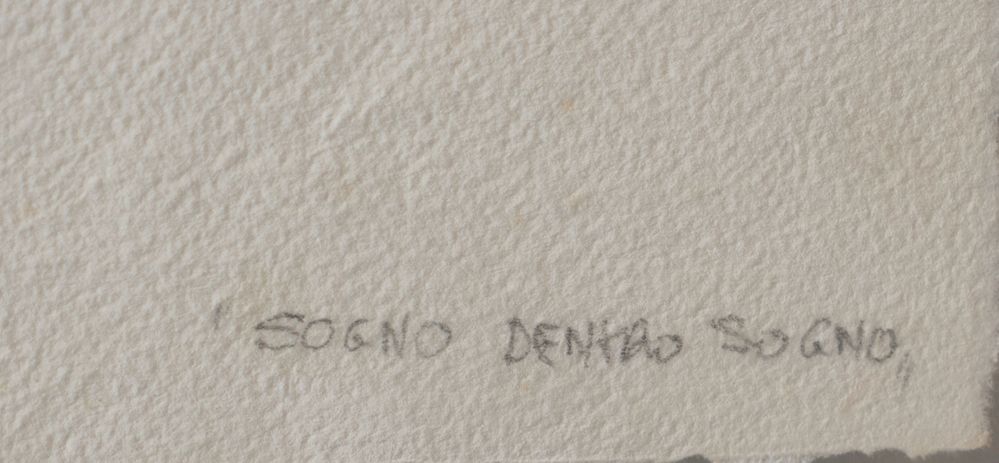 " SOGNO DENTRO SOGNO "